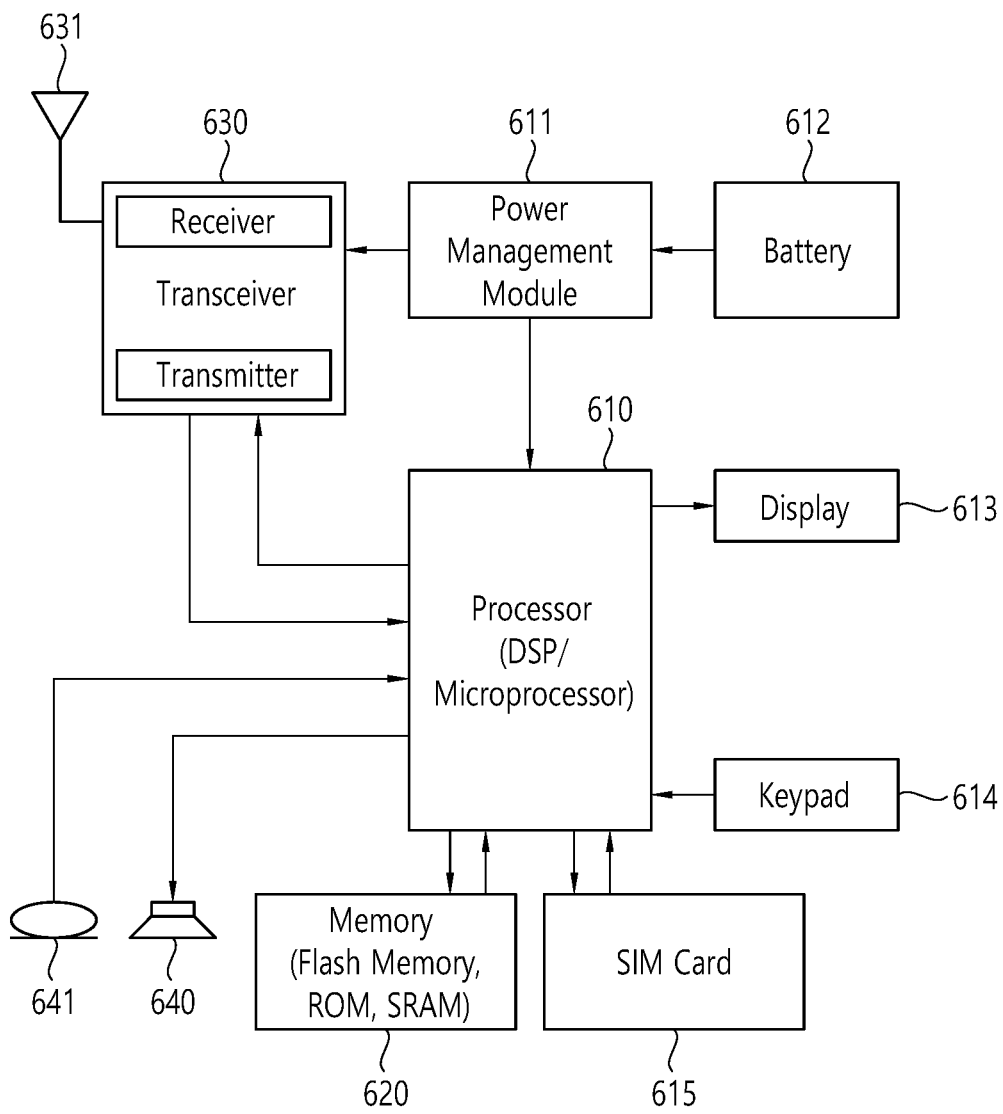 631
630
611
612
Receiver
Transceiver
Transmitter
Power
Management
Module
Battery
610
Display
613
Processor
(DSP/
Microprocessor)
Keypad
614
641
640
Memory
(Flash Memory,
ROM, SRAM)
SIM Card
620
615